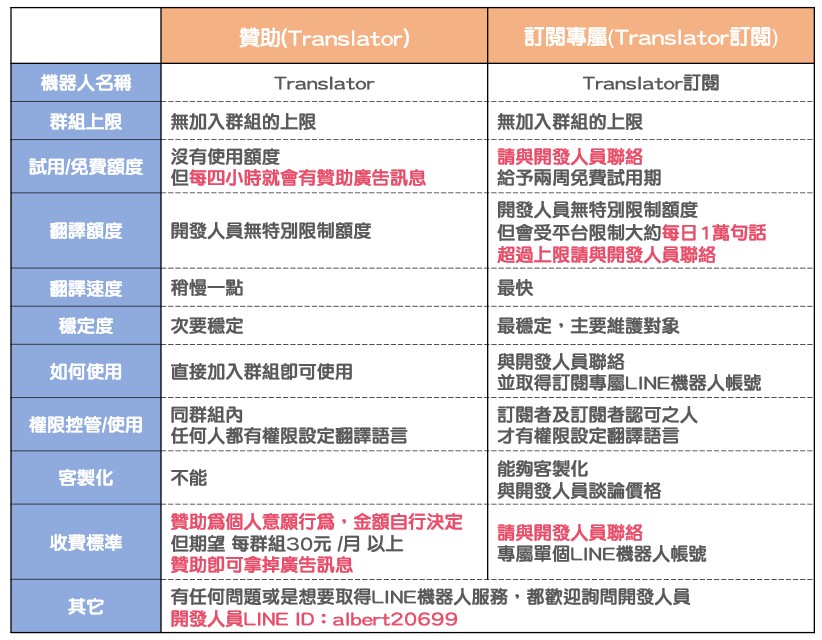 贊助(Translator)
訂閱專屬(Translator訂閱)
機器人名稱
Translator
Translator訂閱
群組上限
無加入群組的上限
無加入群組的上限
試用/免費額度
沒有使用額度
但每四小時就會有贊助廣告訊息
請與開發人員聯絡
給予兩周免費試用期
翻譯額度
開發人員無特別限制額度
開發人員無特別限制額度
但會受平台限制大約每日1萬句話
超過上限請與開發人員聯絡
翻譯速度
稍慢一點
最快
穩定度
次要穩定
最穩定，主要維護對象
如何使用
直接加入群組即可使用
與開發人員聯絡
並取得訂閱專屬LINE機器人帳號
權限控管/使用
同群組內
任何人都有權限設定翻譯語言
訂閱者及訂閱者認可之人
才有權限設定翻譯語言
客製化
不能
能夠客製化
與開發人員談論價格
收費標準
贊助為個人意願行為，金額自行決定
但期望 每群組30元 /月 以上
贊助即可拿掉廣告訊息
請與開發人員聯絡
專屬單個LINE機器人帳號
其它
有任何問題或是想要取得LINE機器人服務，都歡迎詢問開發人員
開發人員LINE ID：albert20699